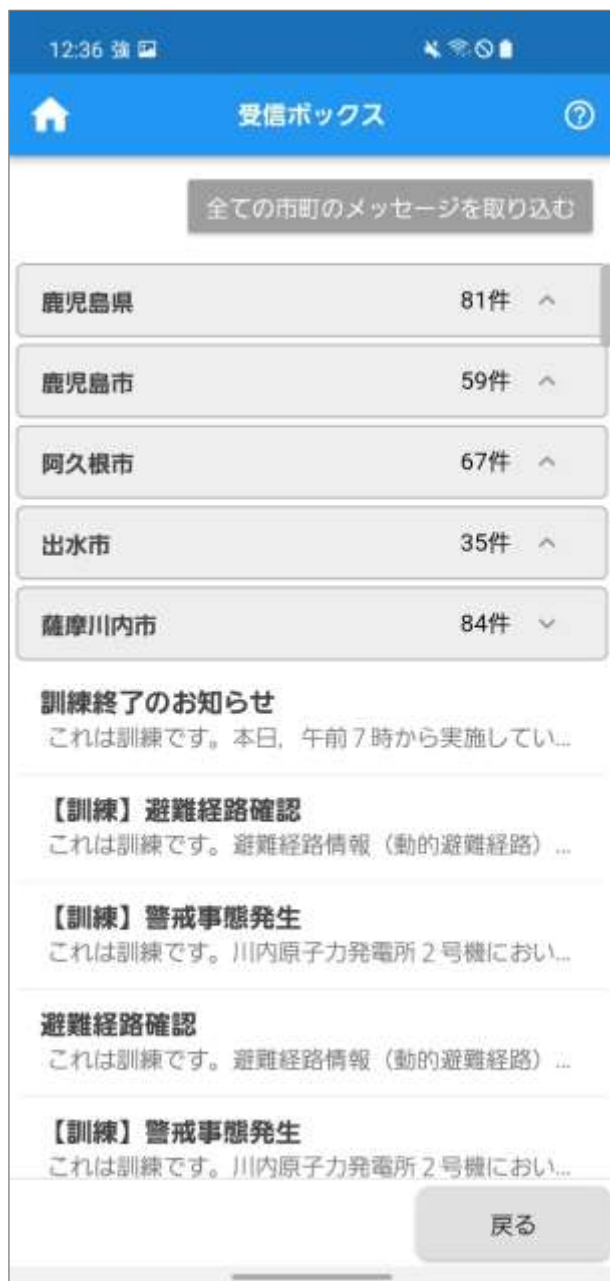 12:36 強
受信ボックス
全ての市町のメッセージを取り込む
鹿児島県 81件
鹿児島市 59件
阿久根市 67件
出水市 35件
薩摩川内市 84件
訓練終了のお知らせ
これは訓練です。本日，午前７時から実施してい...
【訓練】避難経路確認
これは訓練です。避難経路情報（動的避難経路）...
【訓練】警戒事態発生
これは訓練です。川内原子力発電所２号機におい...
避難経路確認
これは訓練です。避難経路情報（動的避難経路）...
【訓練】警戒事態発生
これは訓練です。川内原子力発電所２号機におい...
戻る